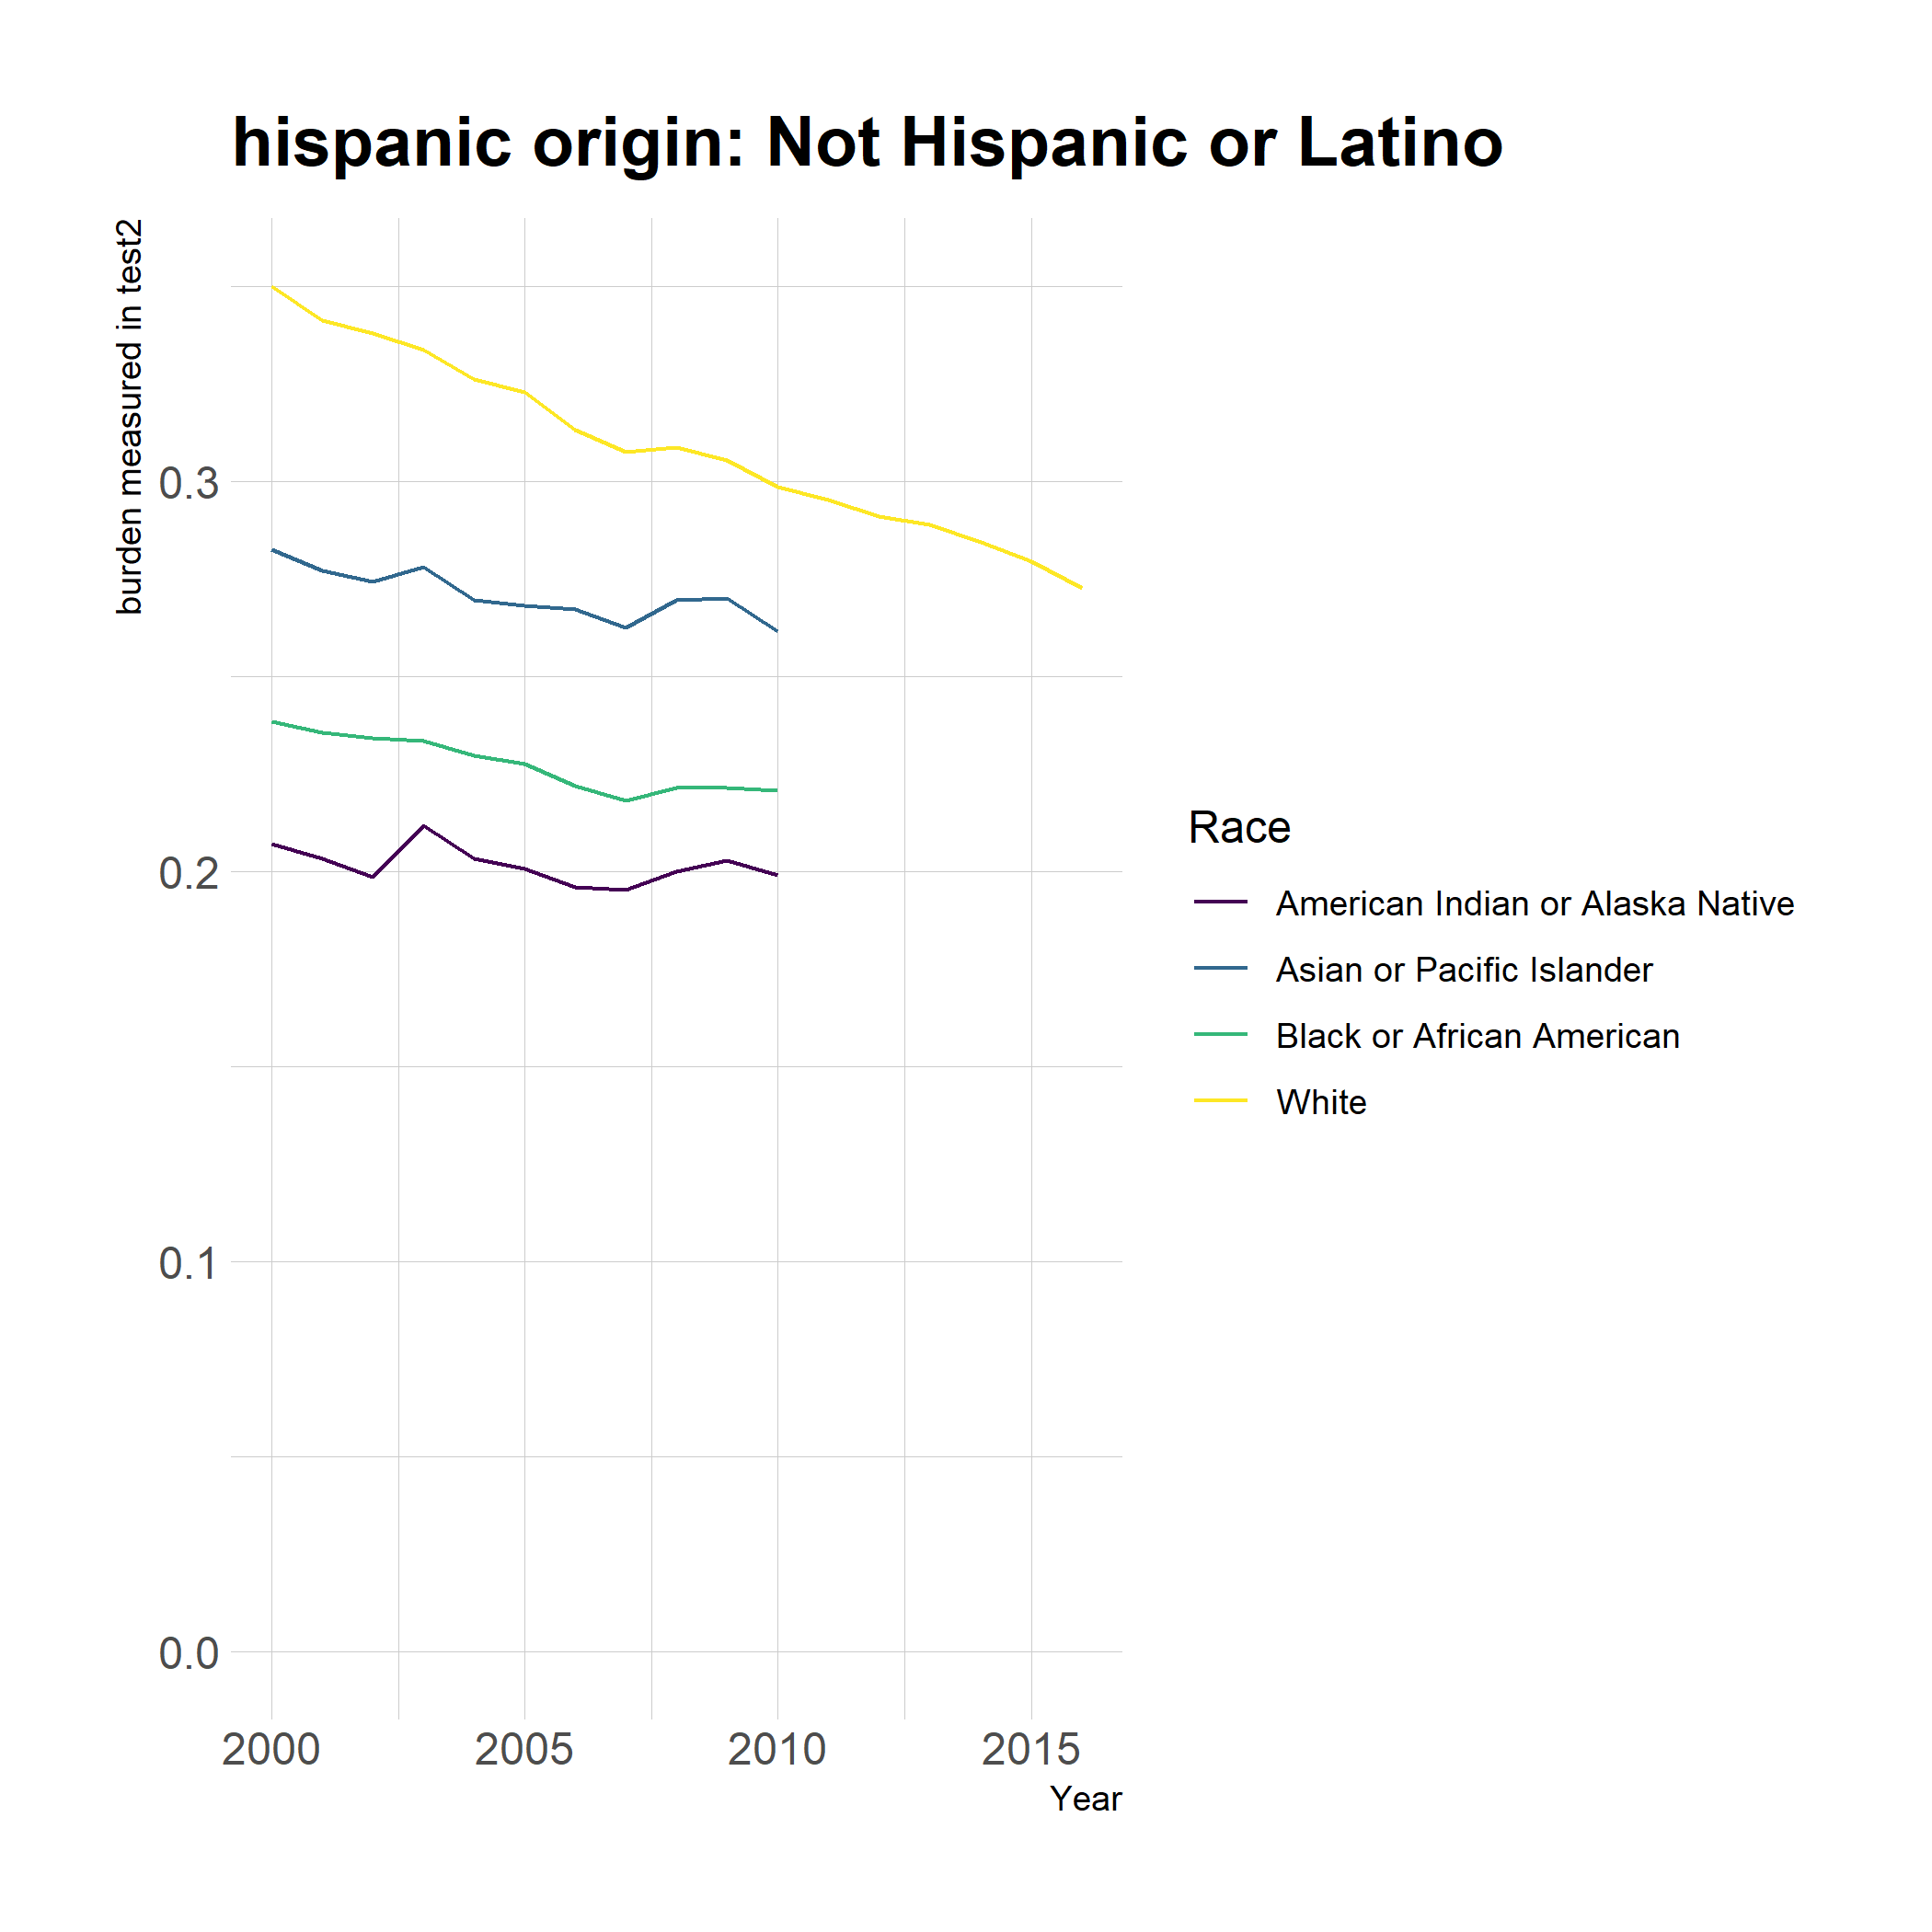 hispanic origin: Not Hispanic or Latino
burden measured in test2
0.3
0.2
0.1
0.0
2000 2005 2010 2015
Year
Race
American Indian or Alaska Native
Asian or Pacific Islander
Black or African American
White